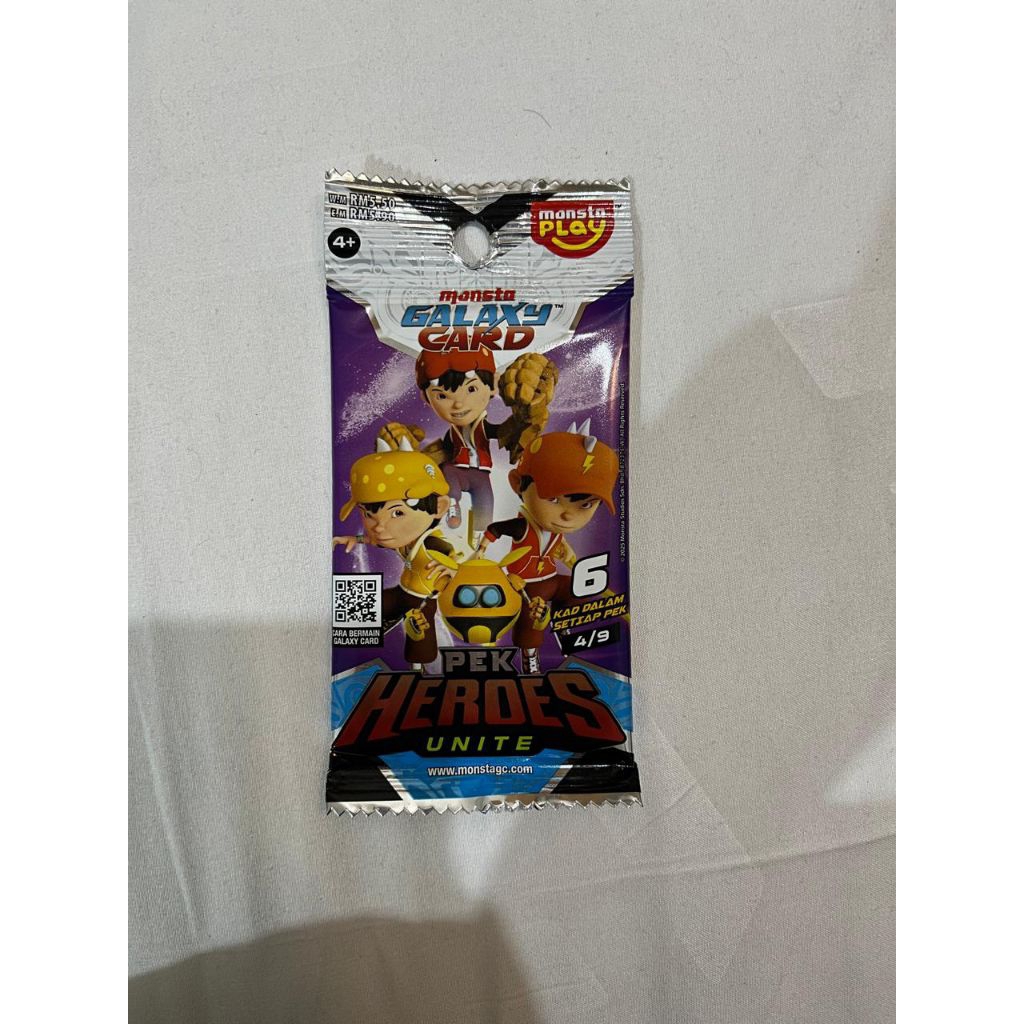 W.M RM5.50
E.M RM5.90
4+
monsta
PLAY
monsta
GALAXY™
CARD
6
KAD DALAM
SETIAP PEK
4/9
CARA BERMAIN
GALAXY CARD
PEK
HEROES
UNITE
www.monstagc.com